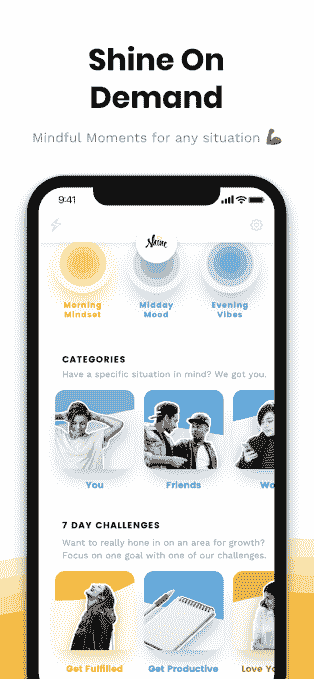 Shine On
Demand
Mindful Moments for any situation 💪🏿
9:41
Shine
Morning
Mindset
Midday
Mood
Evening
Vibes
CATEGORIES
Have a specific situation in mind? We got you.
You
Friends
Wo
7 DAY CHALLENGES
Want to really hone in on an area for growth?
Focus on one goal with one of our challenges.
Get Fulfilled
Get Productive
Love Yo